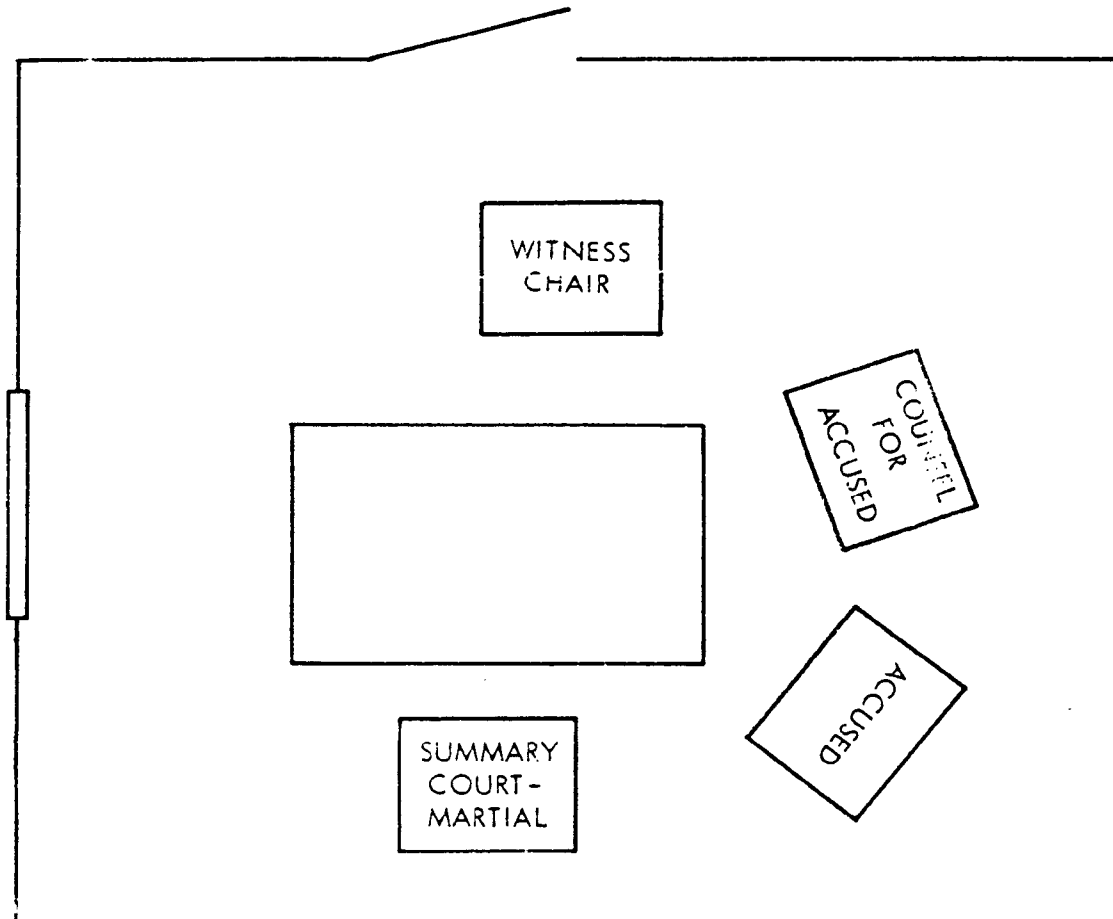 WITNESS
CHAIR
COUNSEL
FOR
ACCUSED
ACCUSED
SUMMARY
COURT-
MARTIAL